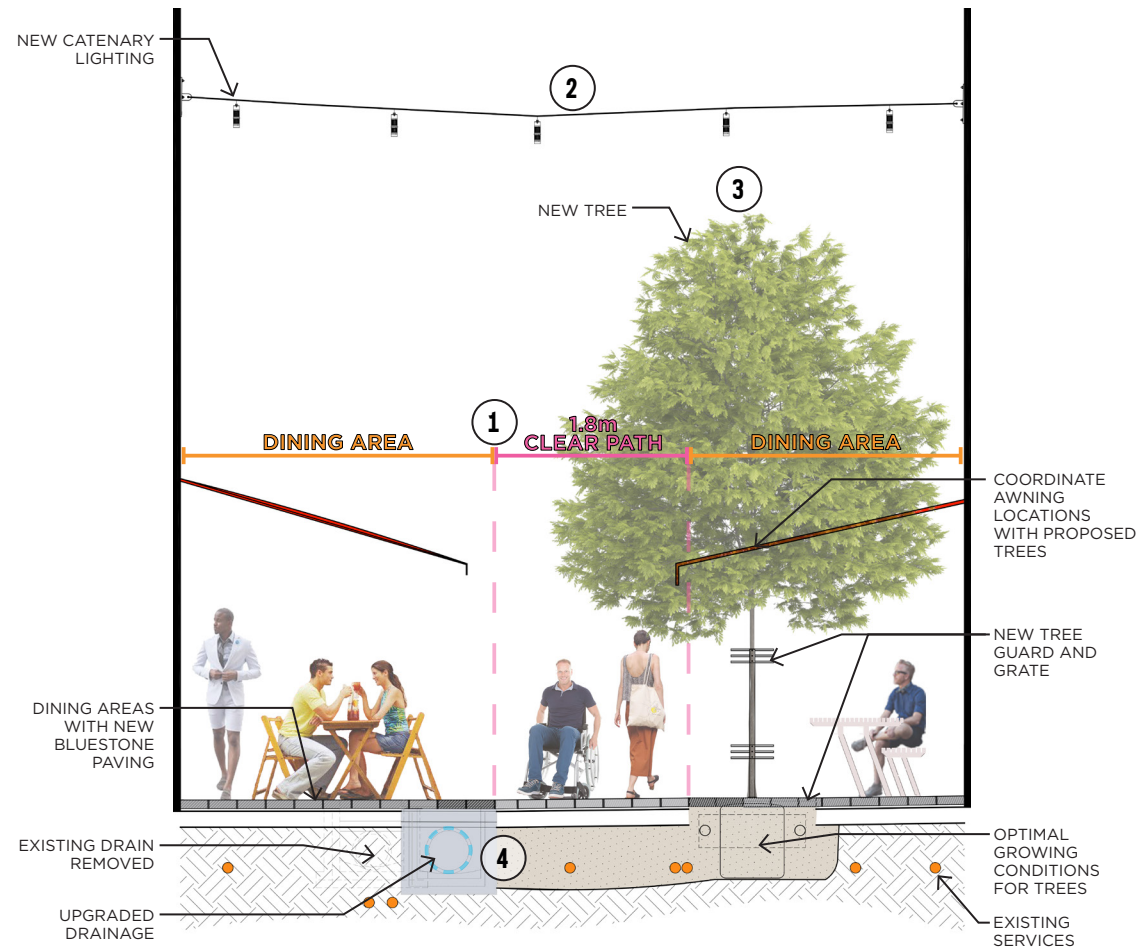 NEW CATENARY
LIGHTING
2
3
NEW TREE
1
DINING AREA
1.8m
CLEAR PATH
DINING AREA
COORDINATE
AWNING
LOCATIONS
WITH PROPOSED
TREES
NEW TREE
GUARD AND
GRATE
DINING AREAS
WITH NEW
BLUESTONE
PAVING
EXISTING DRAIN
REMOVED
4
OPTIMAL
GROWING
CONDITIONS
FOR TREES
UPGRADED
DRAINAGE
EXISTING
SERVICES